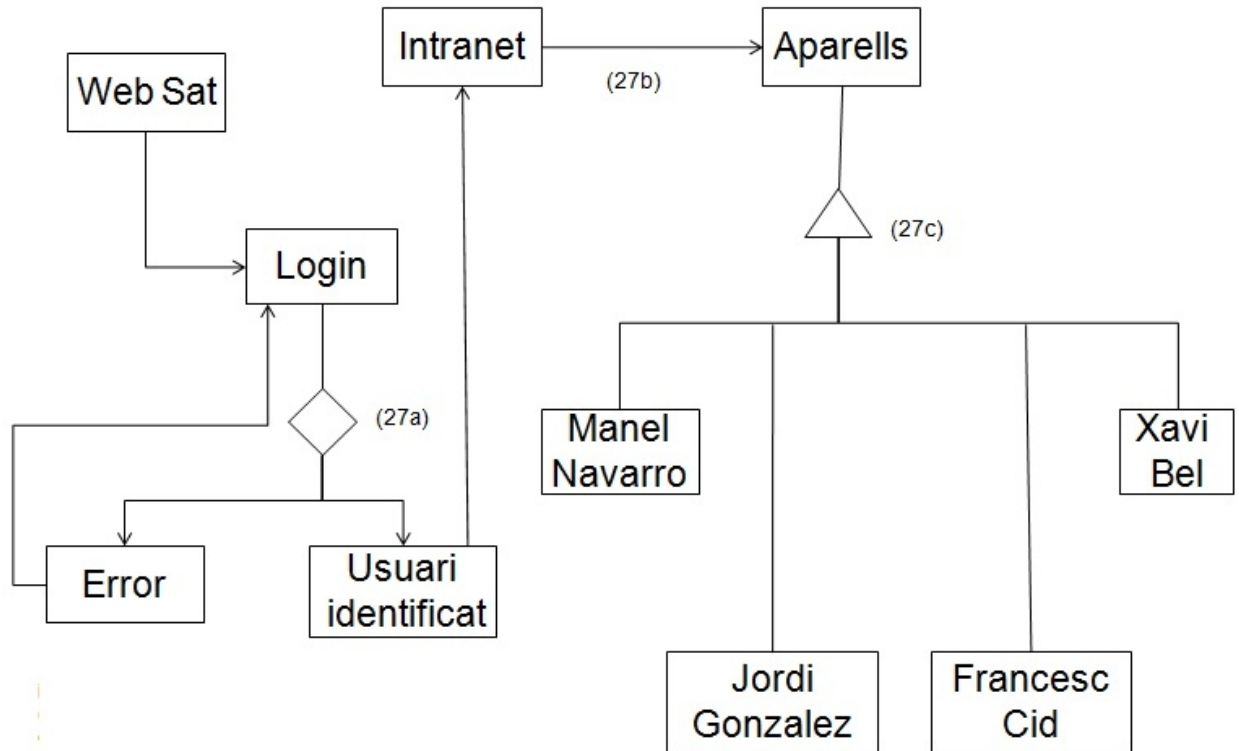 Web Sat
Intranet
(27b)
Aparells
Login
(27a)
Error
Usuari
identificat
(27c)
Manel
Navarro
Xavi
Bel
Jordi
Gonzalez
Francesc
Cid